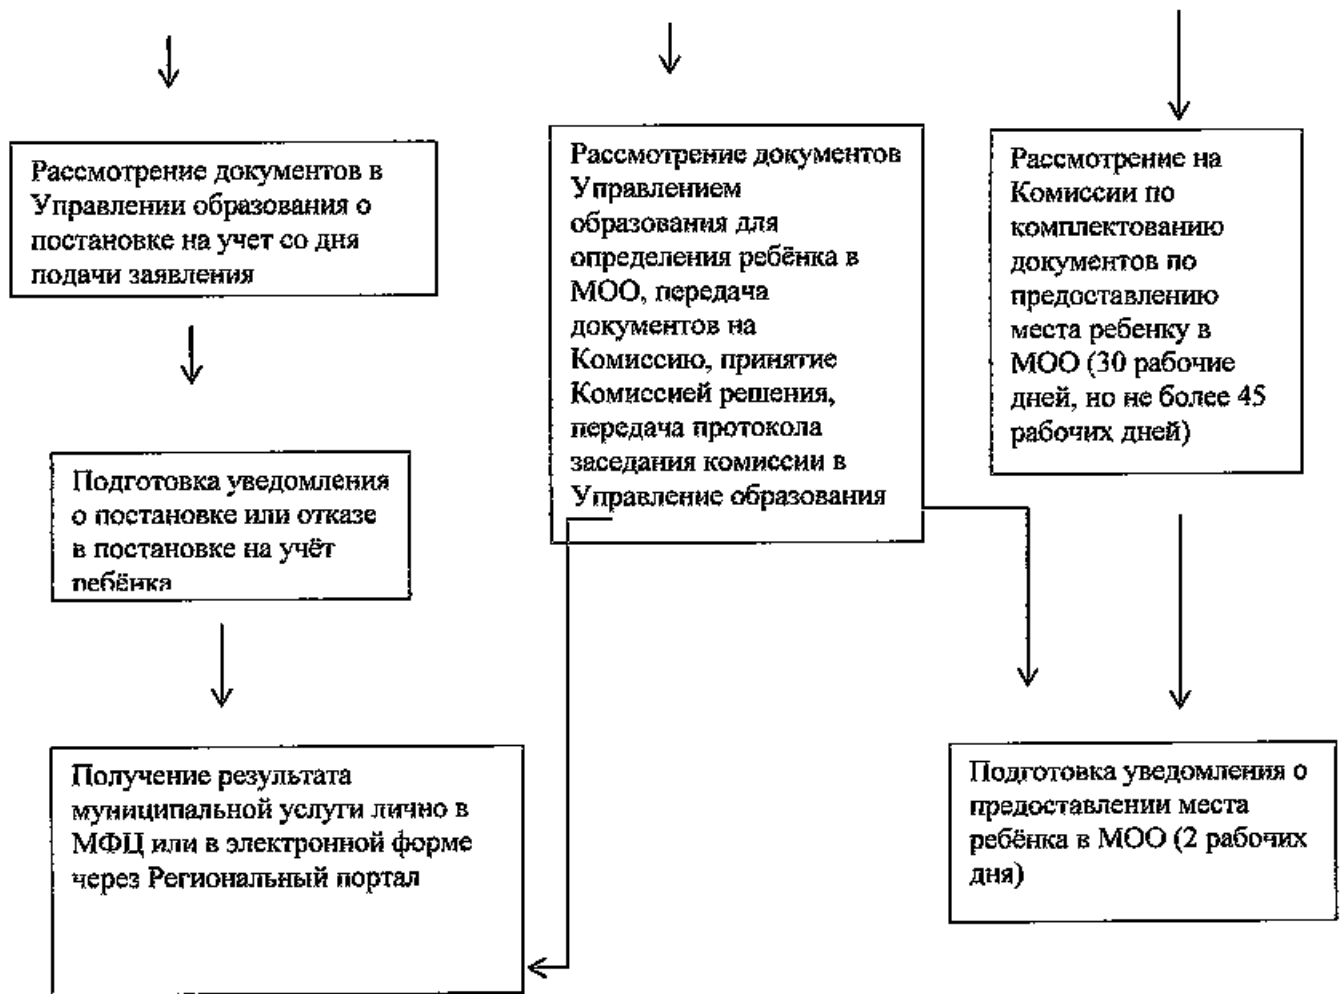 Рассмотрение документов в
Управлении образования о
постановке на учет со дня
подачи заявления
Подготовка уведомления
о постановке или отказе
в постановке на учёт
ребёнка
Получение результата
муниципальной услуги лично в
МФЦ или в электронной форме
через Региональный портал
Рассмотрение документов
Управлением
образования для
определения ребёнка в
МОО, передача
документов на
Комиссию, принятие
Комиссией решения,
передача протокола
заседания комиссии в
Управление образования
Рассмотрение на
Комиссии по
комплектованию
документов по
предоставлению
места ребенку в
МОО (30 рабочие
дней, но не более 45
рабочих дней)
Подготовка уведомления о
предоставлении места
ребёнка в МОО (2 рабочих
дня)